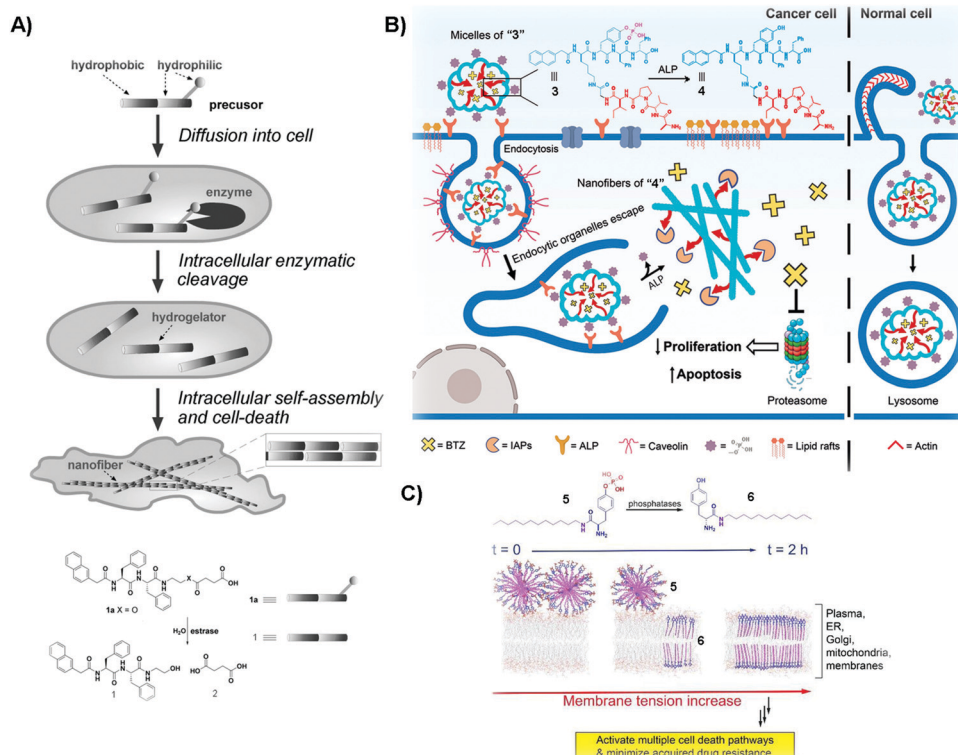 A)
hydrophobic
hydrophilic
precusor
Diffusion into cell
enzyme
Intracellular enzymatic
cleavage
hydrogelator
Intracellular self-assembly
and cell-death
nanofiber
1a X = O
H₂O
estrase
1
2
1a
1
B)
Micelles of "3"
3
ALP
4
Cancer cell
Normal cell
Endocytosis
Nanofibers of "4"
Endocytic organelles escape
ALP
Proliferation
Apoptosis
Proteasome
Lysosome
= BTZ
= IAPs
= ALP
= Caveolin
=
= Lipid rafts
= Actin
C)
5
phosphatases
6
t = 0
t = 2 h
5
6
Plasma,
ER,
Golgi,
mitochondria,
membranes
Membrane tension increase
Activate multiple cell death pathways
& minimize acquired drug resistance